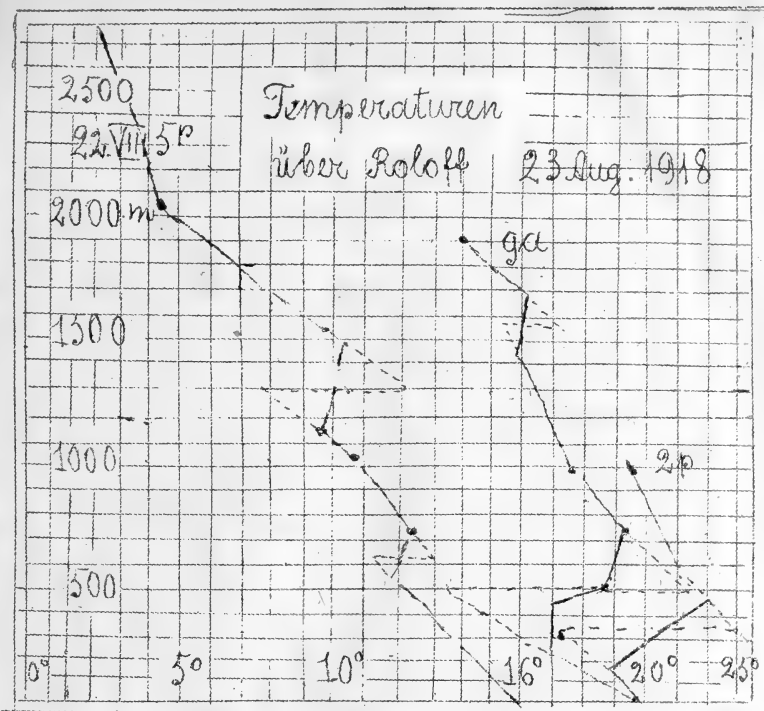 2500
Temperaturen
22 VIII 5p
über Roloff 23 Aug. 1918
2000 m
9a
1500
1000
2p
500
0° 5° 10° 16° 20° 25°